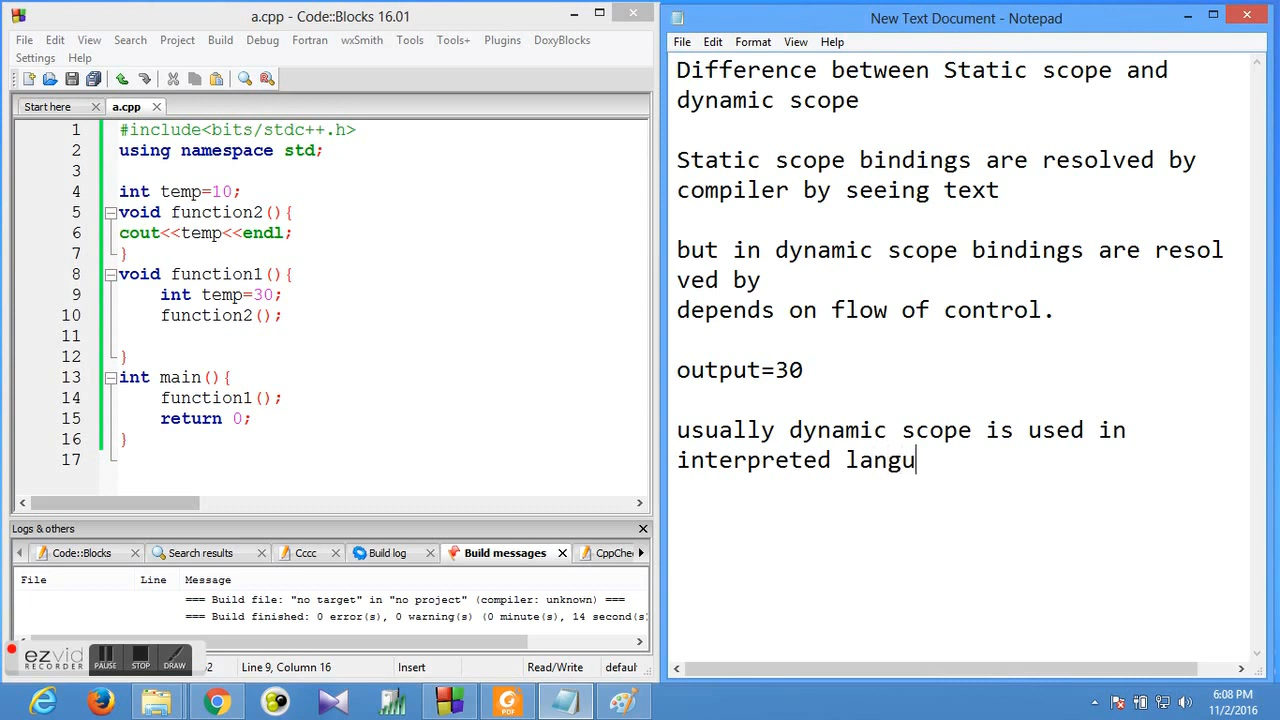 a.cpp - Code::Blocks 16.01
File Edit View Search Project Build Debug Fortran wxSmith Tools Tools+ Plugins DoxyBlocks
Settings Help
Start here a.cpp
1 #include<bits/stdc++.h>
2 using namespace std;
3
4 int temp=10;
5 void function2(){
6 cout<<temp<<endl;
7 }
8 void function1(){
9 int temp=30;
10 function2();
11
12 }
13 int main(){
14 function1();
15 return 0;
16 }
17
Logs & others
Code::Blocks Search results Cccc Build log Build messages CppChe
File Line Message
=== Build file: "no target" in "no project" (compiler: unknown) ===
=== Build finished: 0 error(s), 0 warning(s) (0 minute(s), 14 second(s)
ezvid
RECORDER
PAUSE STOP DRAW
Line 9, Column 16 Insert Read/Write defaul
New Text Document - Notepad
File Edit Format View Help
Difference between Static scope and
dynamic scope
Static scope bindings are resolved by
compiler by seeing text
but in dynamic scope bindings are resol
ved by
depends on flow of control.
output=30
usually dynamic scope is used in
interpreted langu
PDF
6:08 PM
11/2/2016